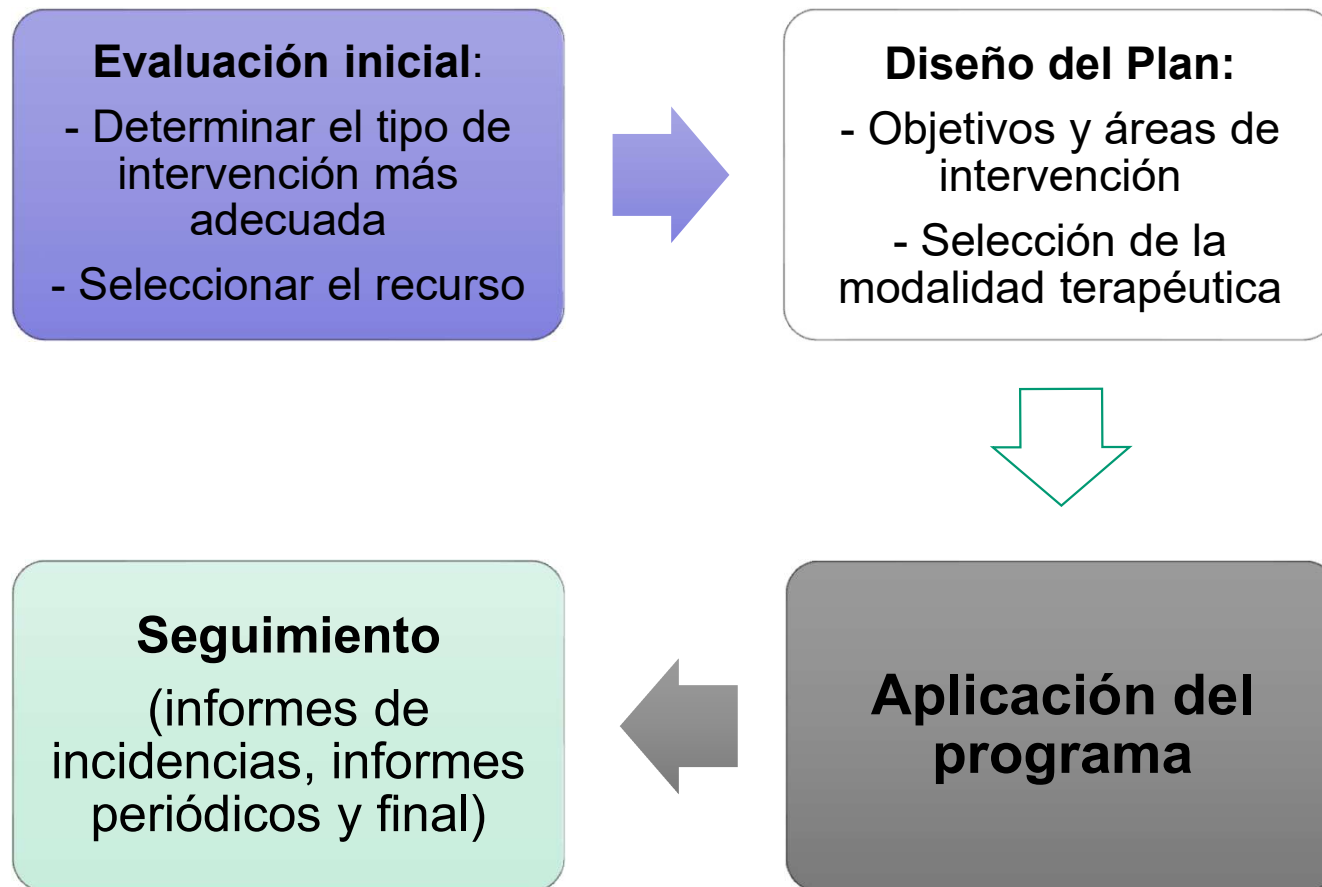 Evaluación inicial:
- Determinar el tipo de
intervención más
adecuada
- Seleccionar el recurso
Diseño del Plan:
- Objetivos y áreas de
intervención
- Selección de la
modalidad terapéutica
Aplicación del
programa
Seguimiento
(informes de
incidencias, informes
periódicos y final)